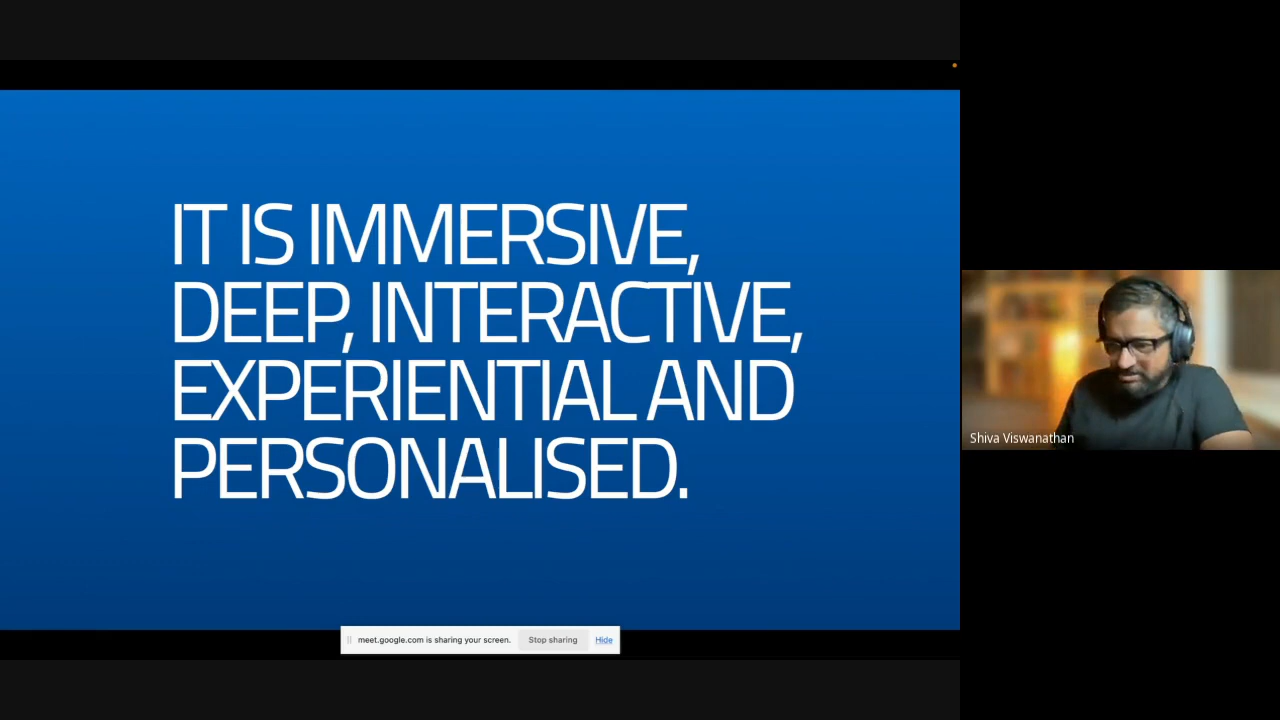 IT IS IMMERSIVE,
DEEP, INTERACTIVE,
EXPERIENTIAL AND
PERSONALISED.
Shiva Viswanathan
meet.google.com is sharing your screen. Stop sharing Hide